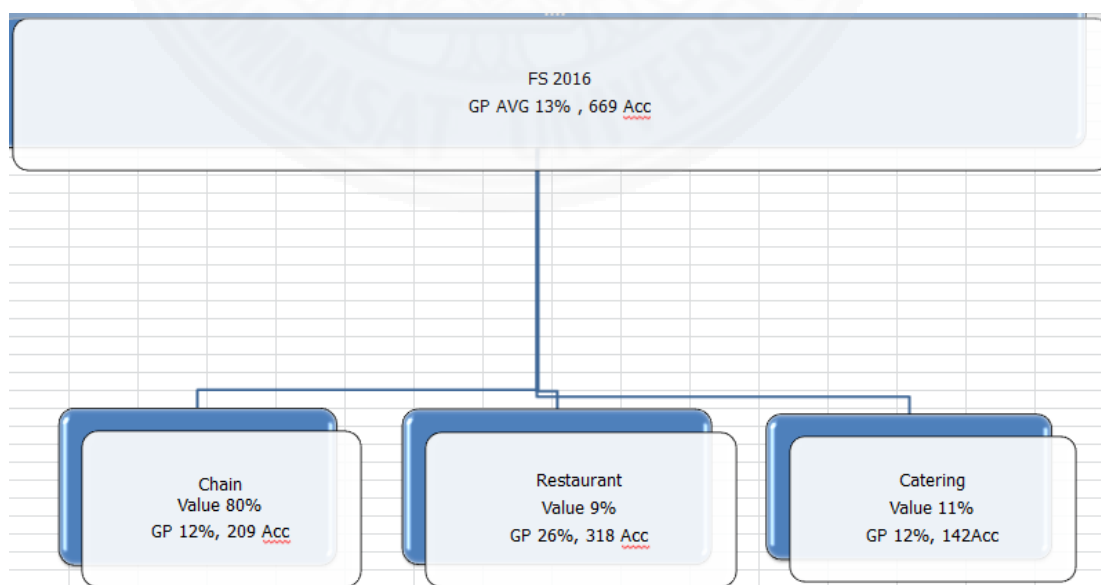 FS 2016
GP AVG 13% , 669 Acc
Chain
Value 80%
GP 12%, 209 Acc
Restaurant
Value 9%
GP 26%, 318 Acc
Catering
Value 11%
GP 12%, 142Acc